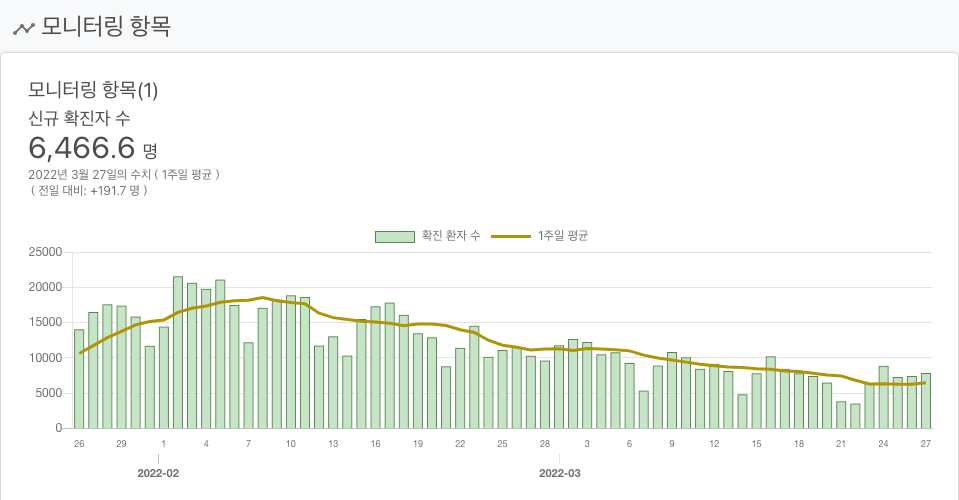 모니터링 항목
모니터링 항목(1)
신규 확진자 수
6,466.6 명
2022년 3월 27일의 수치 ( 1주일 평균 )
( 전일 대비: +191.7 명 )
확진 환자 수 1주일 평균
25000
20000
15000
10000
5000
0
26 29 1 4 7 10 13 16 19 22 25 28 3 6 9 12 15 18 21 24 27
2022-02 2022-03